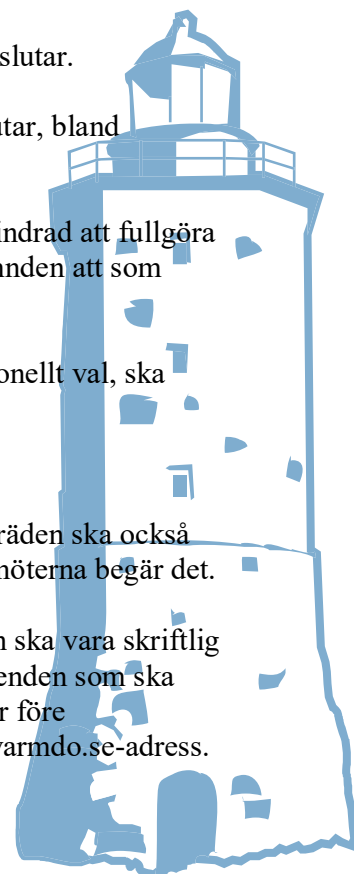 slutar.
utar, bland
indrad att fullgöra
nnden att som
onellt val, ska
räden ska också
nöterna begär det.
n ska vara skriftlig
enden som ska
r före
varmdo.se-adress.